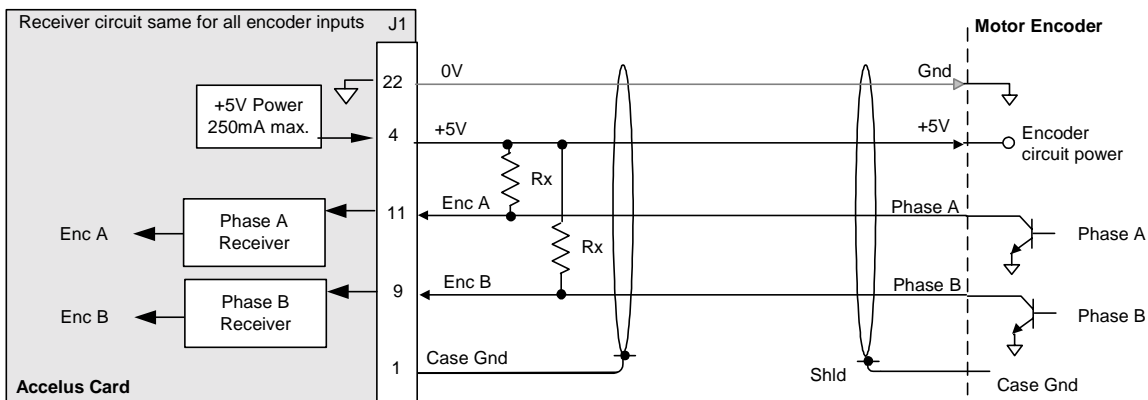 Receiver circuit same for all encoder inputs
J1
Motor Encoder
22
0V
Gnd
+5V Power
250mA max.
4
+5V
+5V
Encoder
circuit power
Rx
11
Enc A
Phase A
Enc A
Phase A
Receiver
Phase A
Rx
9
Enc B
Phase B
Enc B
Phase B
Receiver
Phase B
1
Case Gnd
Shld
Case Gnd
Accelus Card